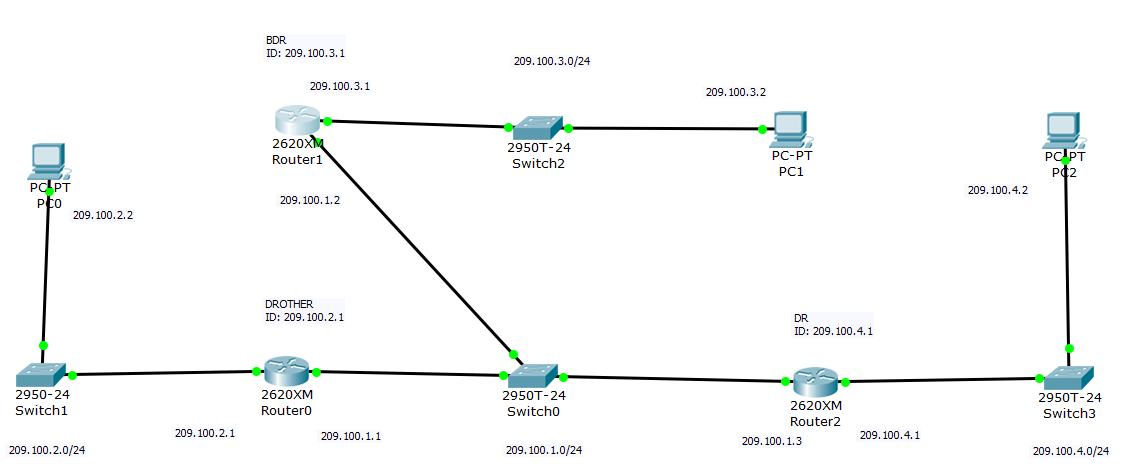 BDR
ID: 209.100.3.1
209.100.3.1
209.100.3.0/24
209.100.3.2
2620XM
Router1
2950T-24
Switch2
PC-PT
PC1
PC-PT
PC2
209.100.4.2
PC-PT
PC0
209.100.2.2
209.100.1.2
DROTHER
ID: 209.100.2.1
DR
ID: 209.100.4.1
2950-24
Switch1
2620XM
Router0
2950T-24
Switch0
2620XM
Router2
2950T-24
Switch3
209.100.2.1
209.100.1.1
209.100.1.3
209.100.4.1
209.100.2.0/24
209.100.1.0/24
209.100.4.0/24